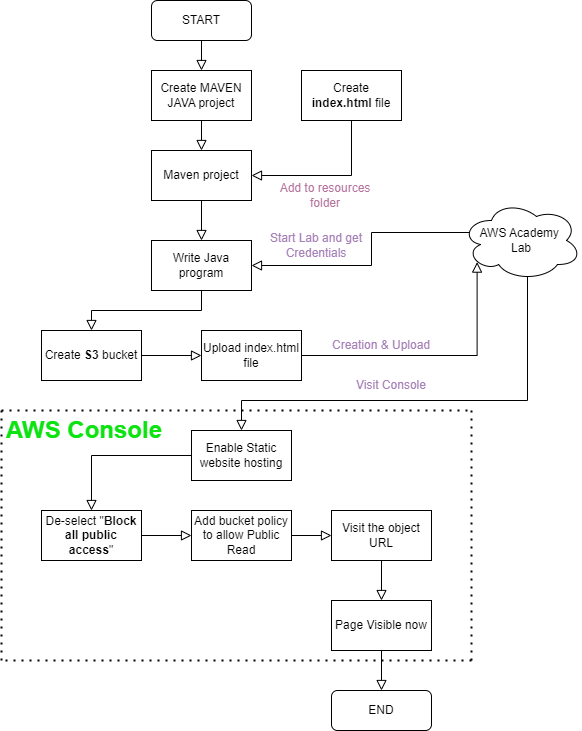 START
Create MAVEN
JAVA project
Create
index.html file
Maven project
Add to resources
folder
Start Lab and get
Credentials
AWS Academy
Lab
Write Java
program
Create S3 bucket
Upload index.html
file
Creation & Upload
Visit Console
AWS Console
Enable Static
website hosting
De-select "Block
all public
access"
Add bucket policy
to allow Public
Read
Visit the object
URL
Page Visible now
END